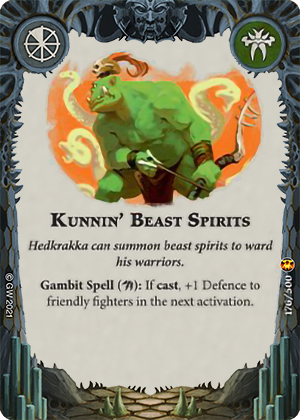 KUNNIN' BEAST SPIRITS
Hedkrakka can summon beast spirits to ward
his warriors.
Gambit Spell (): If cast, +1 Defence to
friendly fighters in the next activation.
© GW 2021
176/500